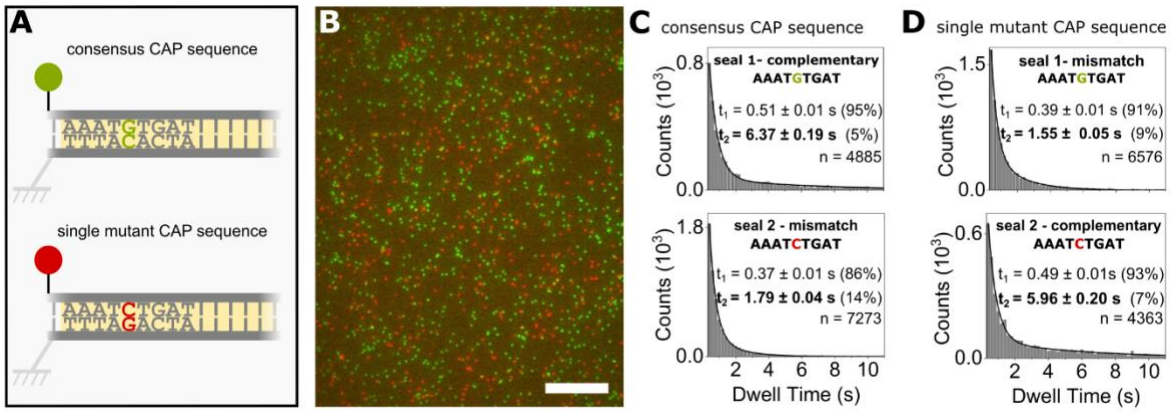 A
consensus CAP sequence
AAATGTGAT
TTTACACTA
single mutant CAP sequence
AAATCTGAT
TTTAGACTA
B
C consensus CAP sequence
0.8
Counts (10³)
0.0
seal 1- complementary
AAATGTGAT
t₁ = 0.51 ± 0.01 s (95%)
t₂ = 6.37 ± 0.19 s (5%)
n = 4885
1.8
Counts (10³)
0.0
seal 2 - mismatch
AAATCTGAT
t₁ = 0.37 ± 0.01 s (86%)
t₂ = 1.79 ± 0.04 s (14%)
n = 7273
2 4 6 8 10
Dwell Time (s)
D single mutant CAP sequence
1.5
Counts (10³)
0.0
seal 1- mismatch
AAATGTGAT
t₁ = 0.39 ± 0.01 s (91%)
t₂ = 1.55 ± 0.05 s (9%)
n = 6576
0.6
Counts (10³)
0.0
seal 2 - complementary
AAATCTGAT
t₁ = 0.49 ± 0.01s (93%)
t₂ = 5.96 ± 0.20 s (7%)
n = 4363
2 4 6 8 10
Dwell Time (s)